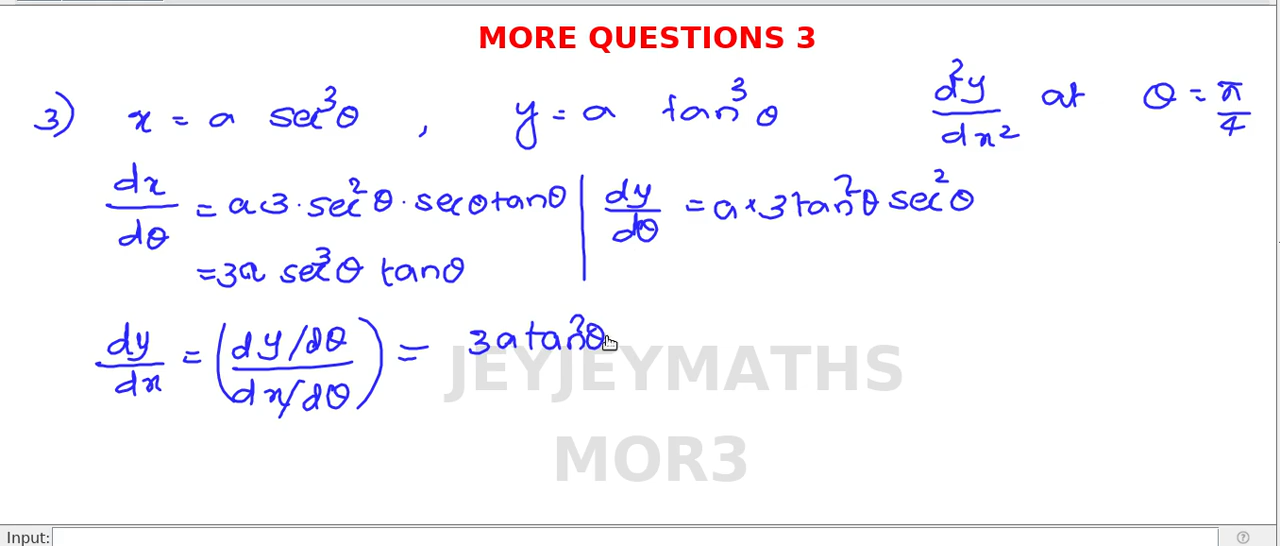 MORE QUESTIONS 3
3) x = a sec³θ , y = a tan³θ d²y/dx² at θ = π/4
dx/dθ = a3·sec²θ·secθtanθ | dy/dθ = a×3tan²θ sec²θ
=3a sec³θ tanθ
dy/dx = (dy/dθ / dx/dθ) = 3atan²θ
JEYJEYMATHS
MOR3
Input: